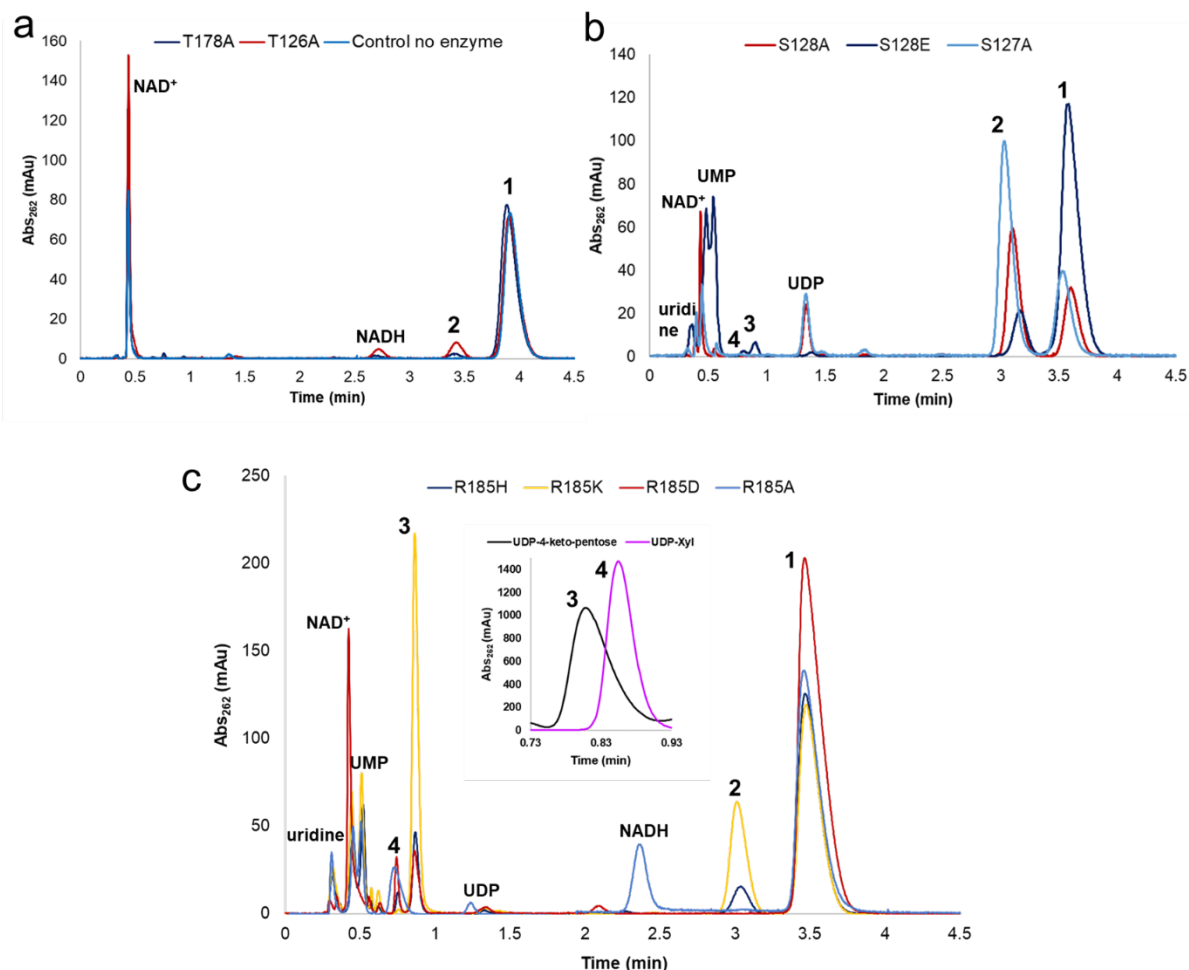 a
T178A T126A Control no enzyme
160
140
120
100
80
60
40
20
0
Abs262 (mAu)
NAD+
NADH
2
1
0 0.5 1 1.5 2 2.5 3 3.5 4 4.5
Time (min)
b
S128A S128E S127A
140
120
100
80
60
40
20
0
Abs262 (mAu)
uridi
ne
NAD+
UMP
4
3
UDP
2
1
0 0.5 1 1.5 2 2.5 3 3.5 4 4.5
Time (min)
c
R185H R185K R185D R185A
250
200
150
100
50
0
Abs262 (mAu)
uridine
NAD+
UMP
4
3
UDP
NADH
2
1
0 0.5 1 1.5 2 2.5 3 3.5 4 4.5
Time (min)
UDP-4-keto-pentose UDP-Xyl
1400
1200
1000
800
600
400
200
0
Abs262 (mAu)
3
4
0.73 0.83 0.93
Time (min)